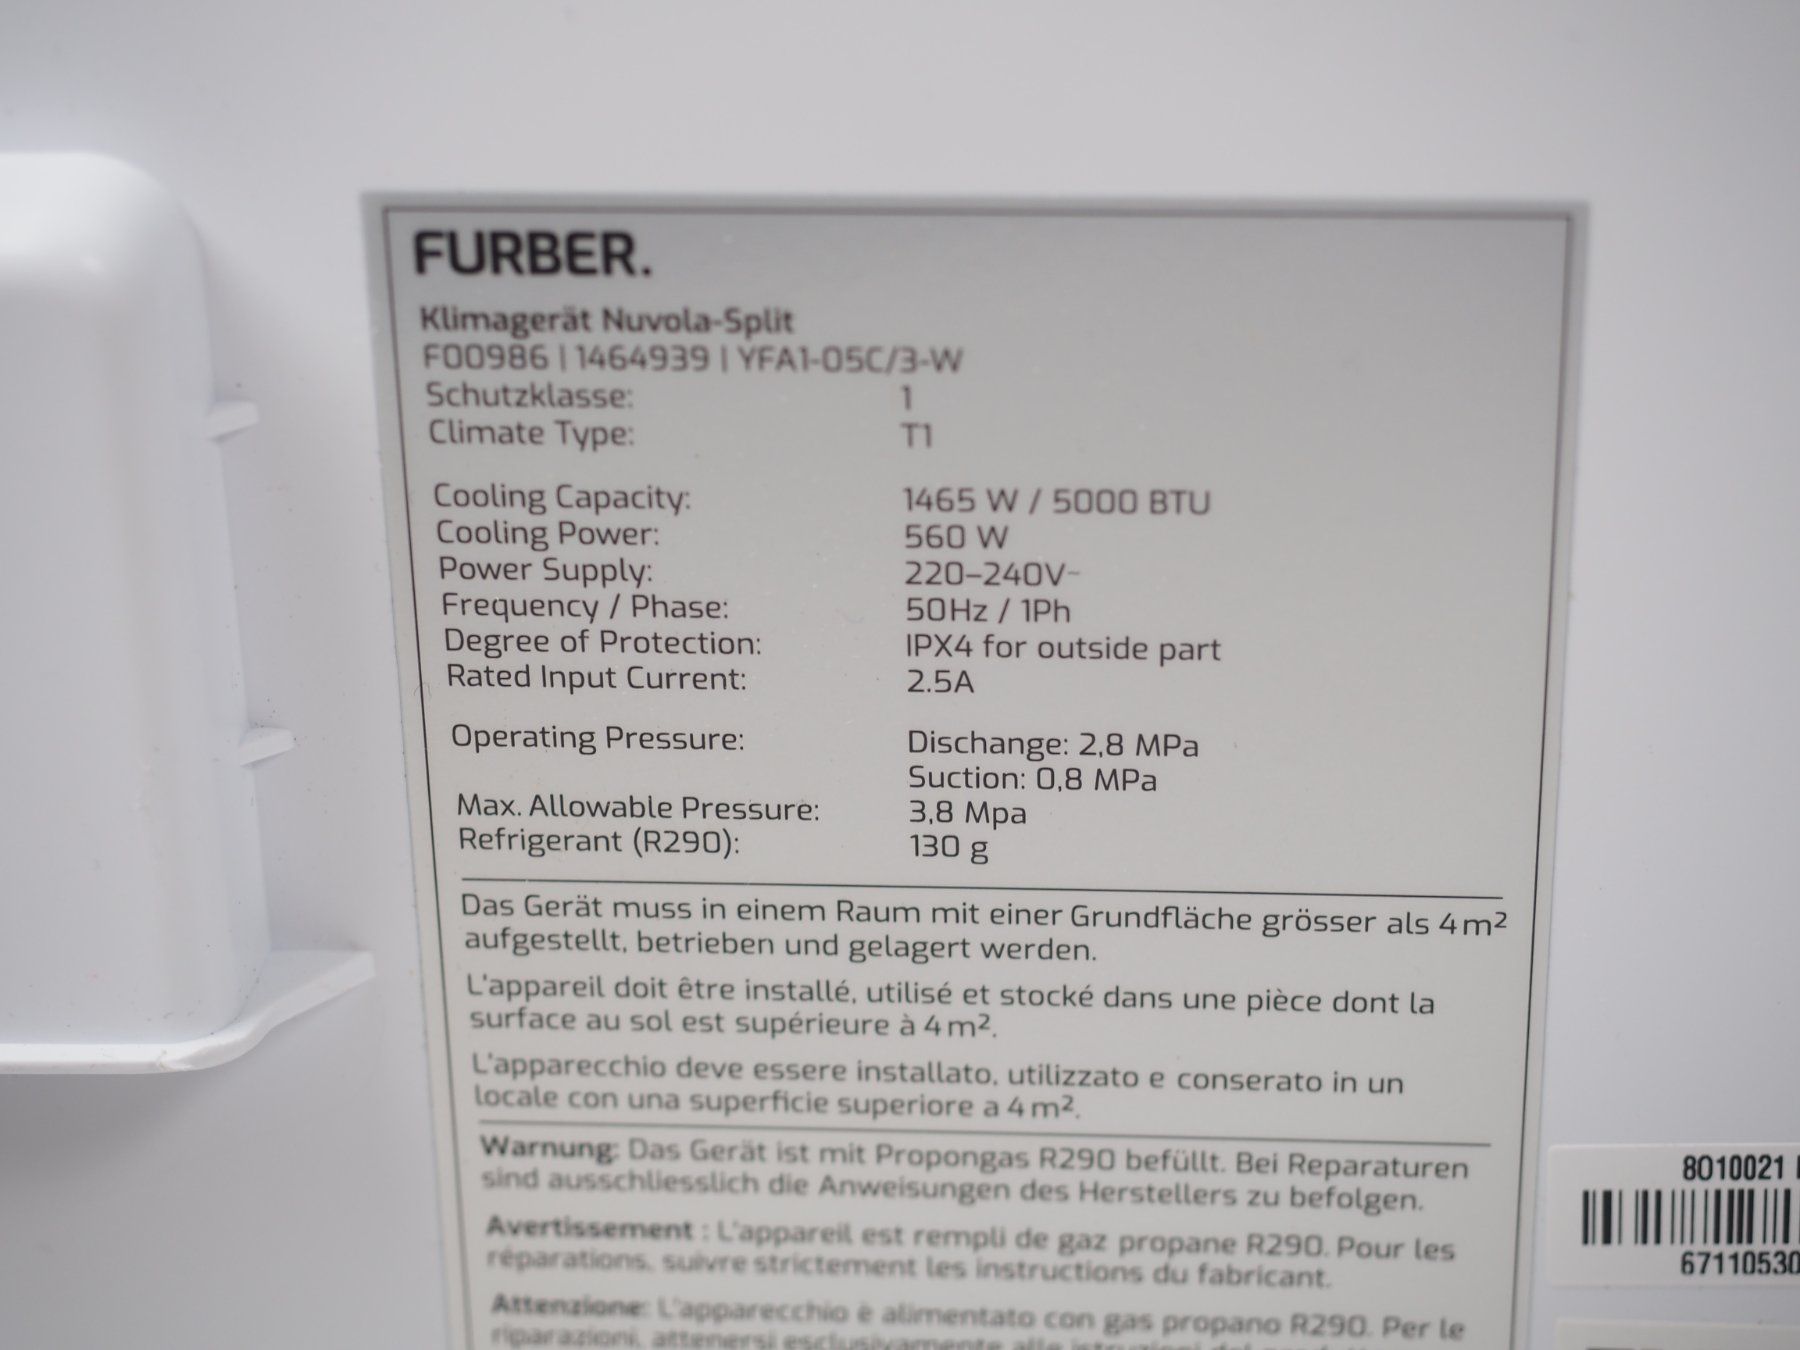 FURBER.
Klimagerät Nuvola-Split
F00986 | 1464939 | YFA1-05C/3-W
Schutzklasse: 1
Climate Type: T1
Cooling Capacity: 1465 W / 5000 BTU
Cooling Power: 560 W
Power Supply: 220–240V~
Frequency / Phase: 50Hz / 1Ph
Degree of Protection: IPX4 for outside part
Rated Input Current: 2.5A
Operating Pressure: Dischange: 2,8 MPa
Suction: 0,8 MPa
Max. Allowable Pressure: 3,8 Mpa
Refrigerant (R290): 130 g
Das Gerät muss in einem Raum mit einer Grundfläche grösser als 4 m²
aufgestellt, betrieben und gelagert werden.
L'appareil doit être installé, utilisé et stocké dans une pièce dont la
surface au sol est supérieure à 4 m².
L'apparecchio deve essere installato, utilizzato e conserato in un
locale con una superficie superiore a 4 m².
Warnung: Das Gerät ist mit Propongas R290 befüllt. Bei Reparaturen
sind ausschliesslich die Anweisungen des Herstellers zu befolgen.
Avertissement : L'appareil est rempli de gaz propane R290. Pour les
réparations, suivre strictement les instructions du fabricant.
Attenzione: L'apparecchio è alimentato con gas propano R290. Per le
riparazioni, attenersi esclusivamente alle
8010021
67110530